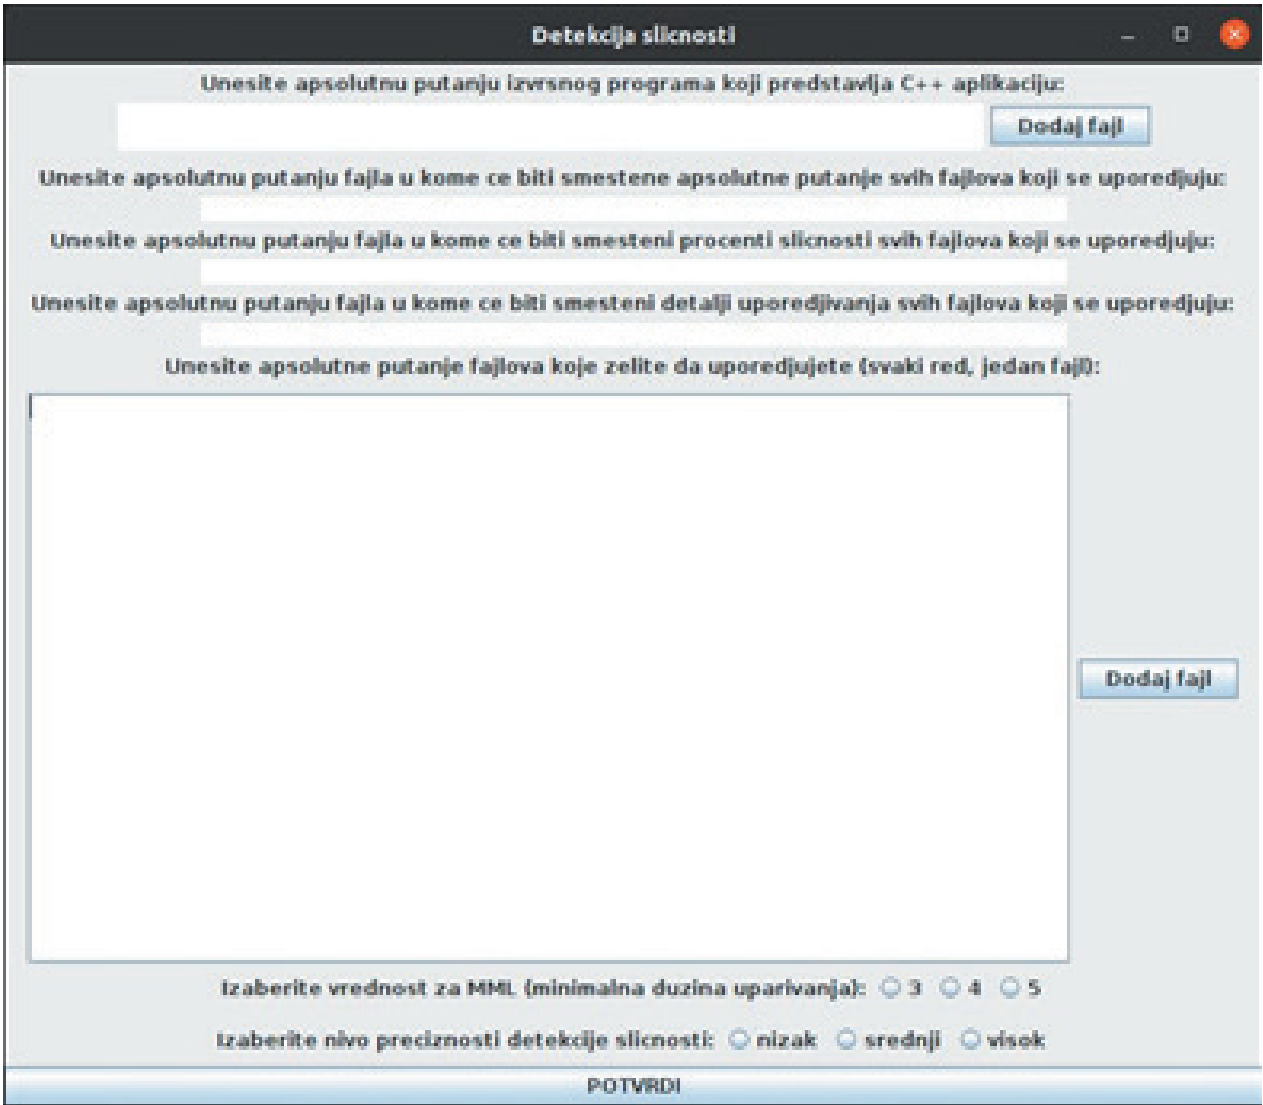 Detekcija slicnosti
Unesite apsolutnu putanju izvrsnog programa koji predstavlja C++ aplikaciju:
Dodaj fajl
Unesite apsolutnu putanju fajla u kome ce biti smestene apsolutne putanje svih fajlova koji se uporedjuju:
Unesite apsolutnu putanju fajla u kome ce biti smesteni procenti slicnosti svih fajlova koji se uporedjuju:
Unesite apsolutnu putanju fajla u kome ce biti smesteni detalji uporedjivanja svih fajlova koji se uporedjuju:
Unesite apsolutne putanje fajlova koje zelite da uporedjujete (svaki red, jedan fajl):
Dodaj fajl
Izaberite vrednost za MML (minimalna duzina uparivanja): 3 4 5
Izaberite nivo preciznosti detekcije slicnosti: nizak srednji visok
POTVRDI